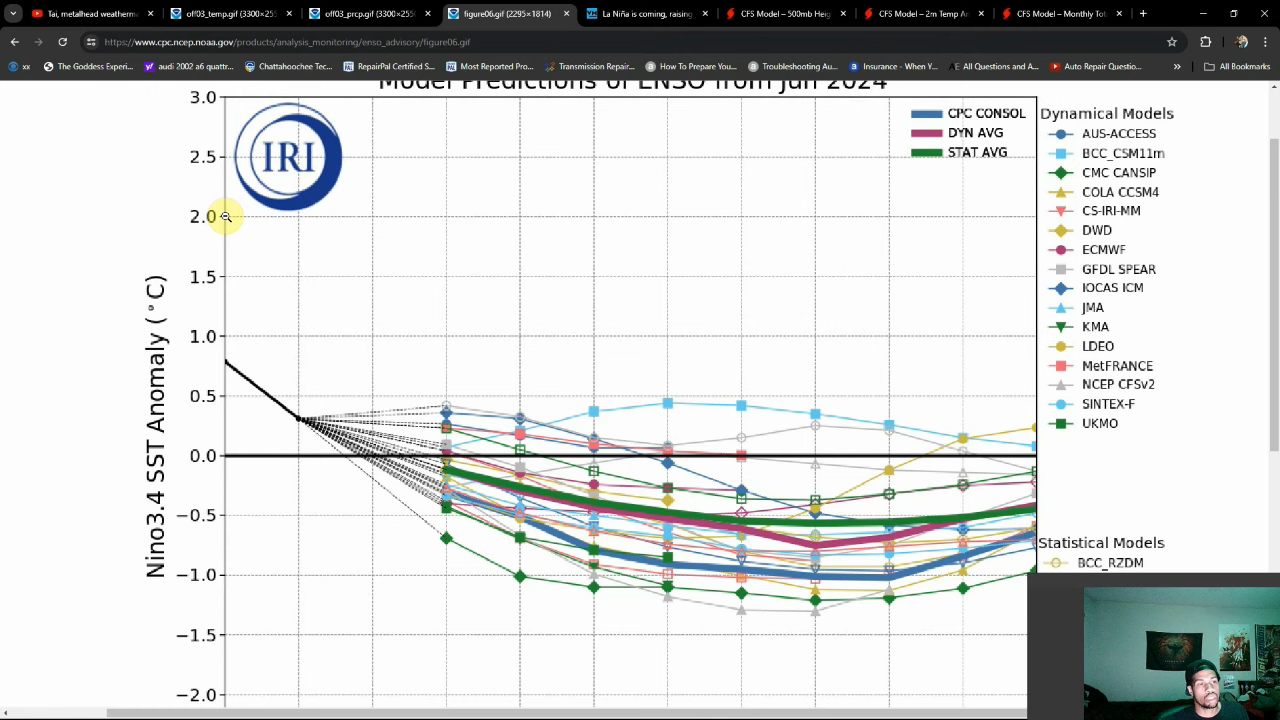 Tai, metalhead weatherm
off03_temp.gif (3300×255
off03_prcp.gif (3300×255
figure06.gif (2295×1814)
La Niña is coming, raising
CFS Model – 500mb Heig
CFS Model – 2m Temp An
CFS Model – Monthly Tot
https://www.cpc.ncep.noaa.gov/products/analysis_monitoring/enso_advisory/figure06.gif
xx
The Goddess Experi...
audi 2002 a6 quattr...
Chattahoochee Tec...
RepairPal Certified S...
Most Reported Pro...
Transmission Repair...
How To Prepare You...
Troubleshooting Au...
Insurance - When Y...
All Questions and A...
Auto Repair Questio...
All Bookmarks
Model Predictions of ENSO from Jun 2024
3.0
2.5
2.0
1.5
1.0
0.5
0.0
−0.5
−1.0
−1.5
−2.0
Nino3.4 SST Anomaly (°C)
IRI
CPC CONSOL
DYN AVG
STAT AVG
Dynamical Models
AUS-ACCESS
BCC_CSM11m
CMC CANSIP
COLA CCSM4
CS-IRI-MM
DWD
ECMWF
GFDL SPEAR
IOCAS ICM
JMA
KMA
LDEO
MetFRANCE
NCEP CFSv2
SINTEX-F
UKMO
Statistical Models
BCC_RZDM